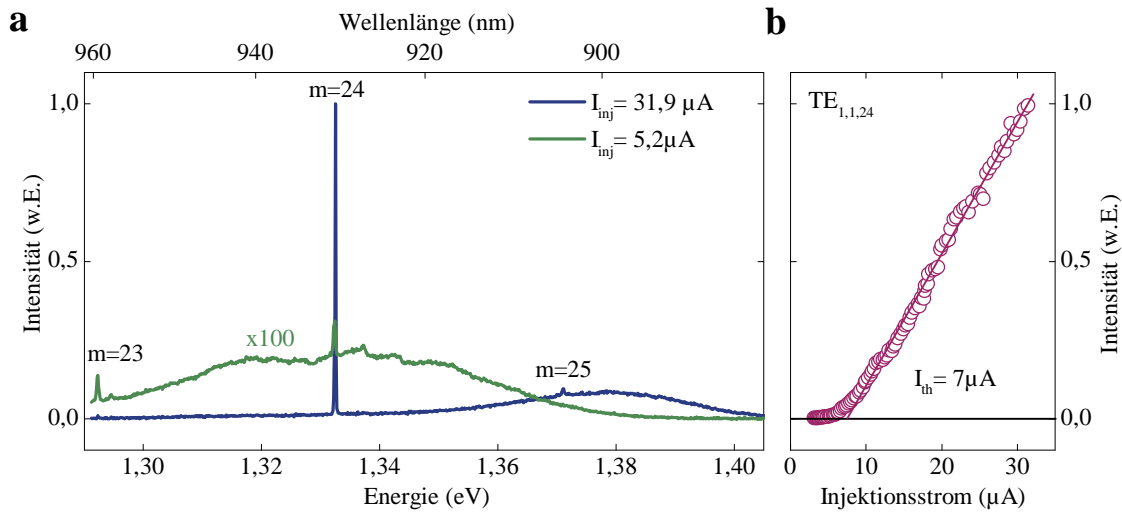 a
Wellenlänge (nm)
960
940
920
900
m=24
1,0
I_inj= 31,9 µA
I_inj= 5,2µA
Intensität (w.E.)
0,5
x100
m=23
m=25
0,0
1,30
1,32
1,34
1,36
1,38
1,40
Energie (eV)
b
TE_1,1,24
1,0
Intensität (w.E.)
0,5
I_th= 7µA
0,0
0
10
20
30
Injektionsstrom (µA)